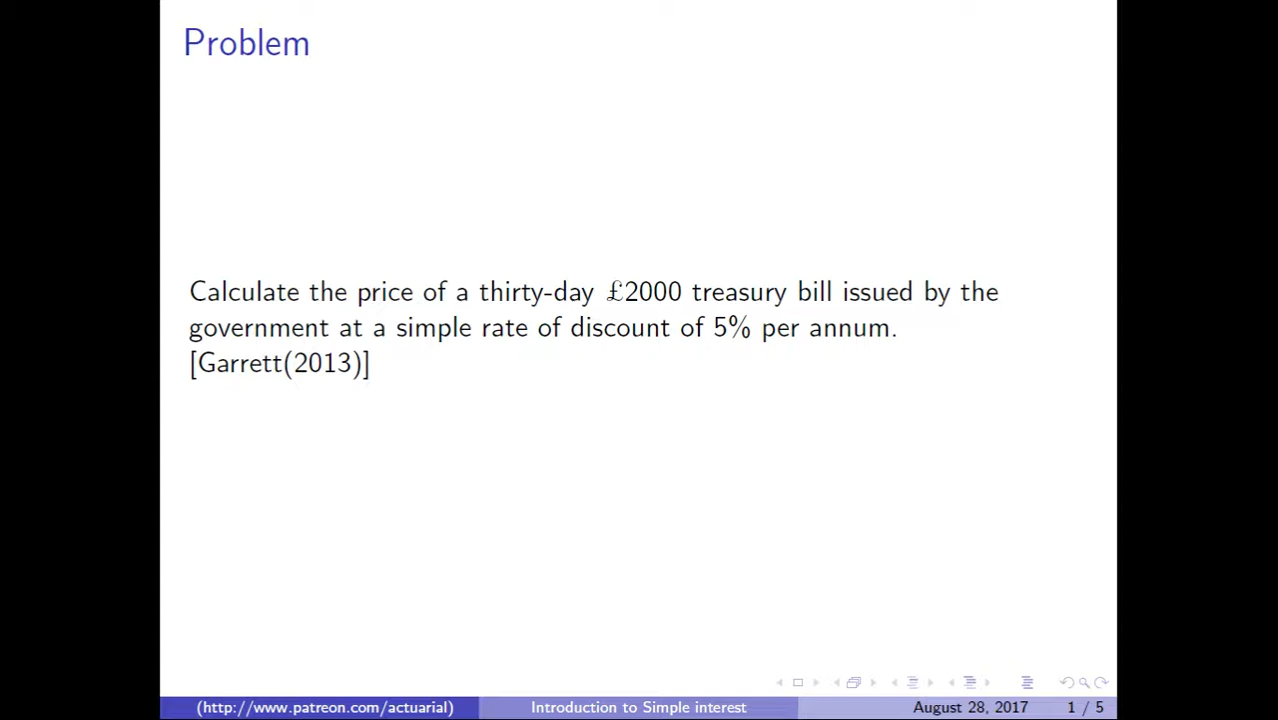 Problem
Calculate the price of a thirty-day £2000 treasury bill issued by the
government at a simple rate of discount of 5% per annum.
[Garrett(2013)]
(http://www.patreon.com/actuarial)
Introduction to Simple interest
August 28, 2017
1 / 5